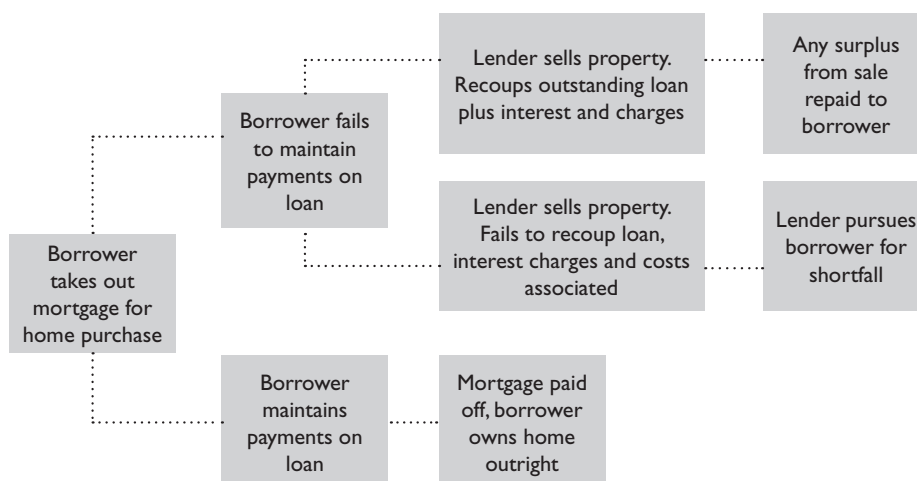 Lender sells property.
Recoups outstanding loan
plus interest and charges
Any surplus
from sale
repaid to
borrower
Borrower fails
to maintain
payments on
loan
Lender sells property.
Fails to recoup loan,
interest charges and costs
associated
Lender pursues
borrower for
shortfall
Borrower
takes out
mortgage for
home purchase
Borrower
maintains
payments on
loan
Mortgage paid
off, borrower
owns home
outright